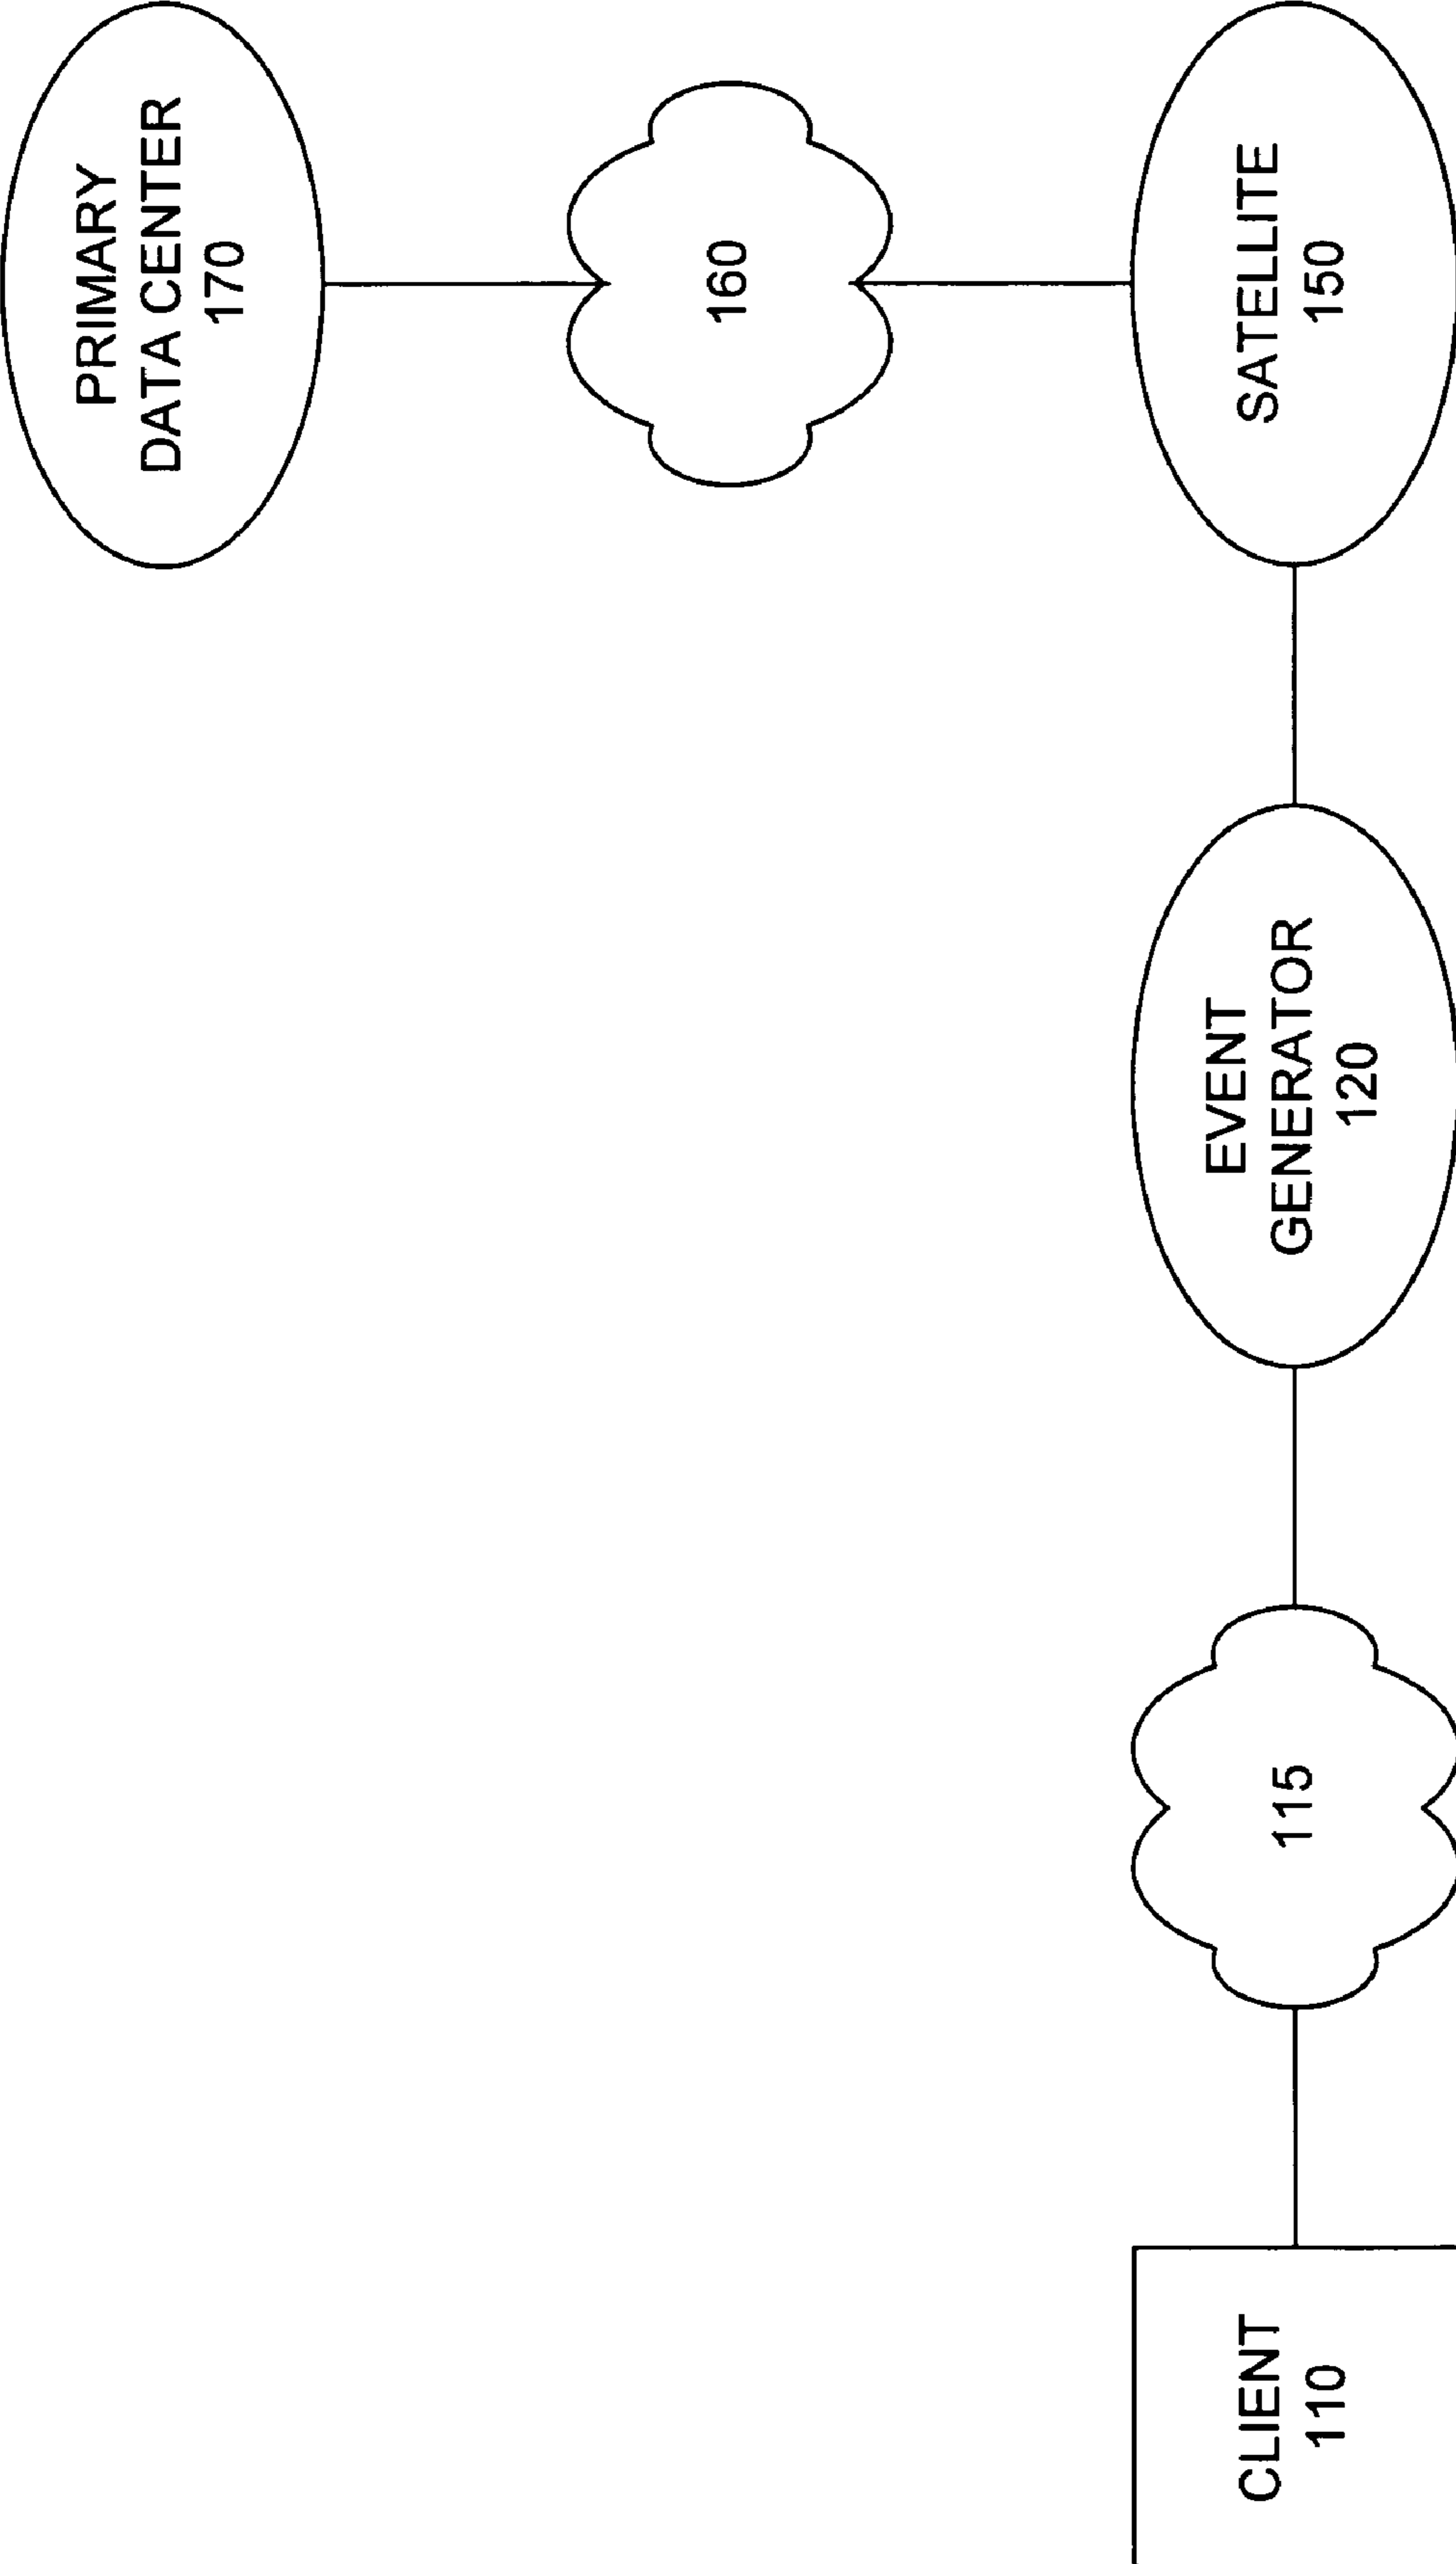 PRIMARY
DATA CENTER
170
160
CLIENT
110
115
EVENT
GENERATOR
120
SATELLITE
150